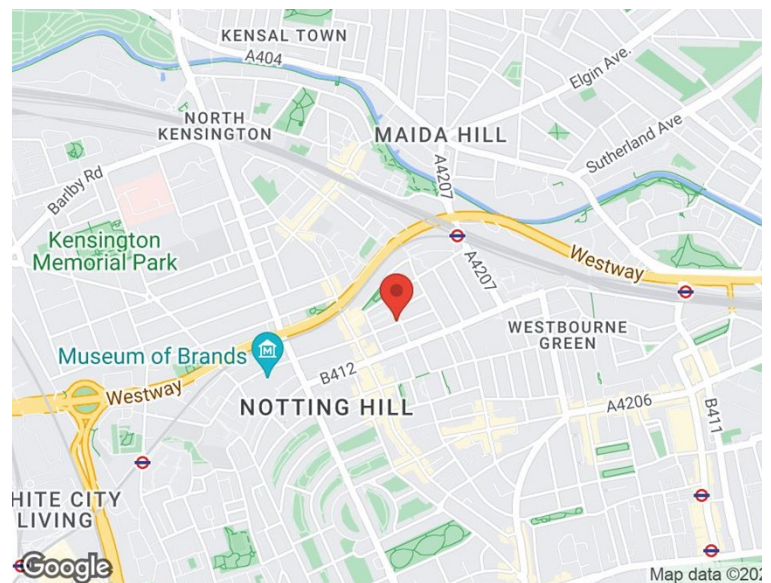 KENSAL TOWN
A404
Elgin Ave.
NORTH
KENSINGTON
MAIDA HILL
Sutherland Ave
A4207
Barlby Rd
Kensington
Memorial Park
Westway
A4207
WESTBOURNE
GREEN
Museum of Brands
M
B412
Westway
NOTTING HILL
A4206
B411
HITE CITY
LIVING
Google
Map data ©202